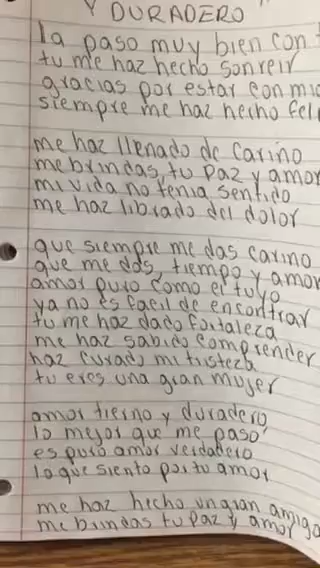 Y DURADERO"
la paso muy bien con
tu me haz hecho sonreir
gracias por estar con
siempre me haz hecho
me haz llenado de cariño
me brindas tu paz y amor
mi vida no tenia sentido
me haz librado del dolor
que siempre me das cariño
que me das, tiempo y amor
amor puro como el tuyo
ya no es facil de encontrar
tu me haz dado fortaleza
me haz sabido comprender
haz curado mi tristeza
tu eres una gran mujer
amor tierno y duradero
lo mejor que me paso
es puro amor verdadero
lo que siento por tu amor
me haz hecho un gran amigo
me brindas tu paz y amor